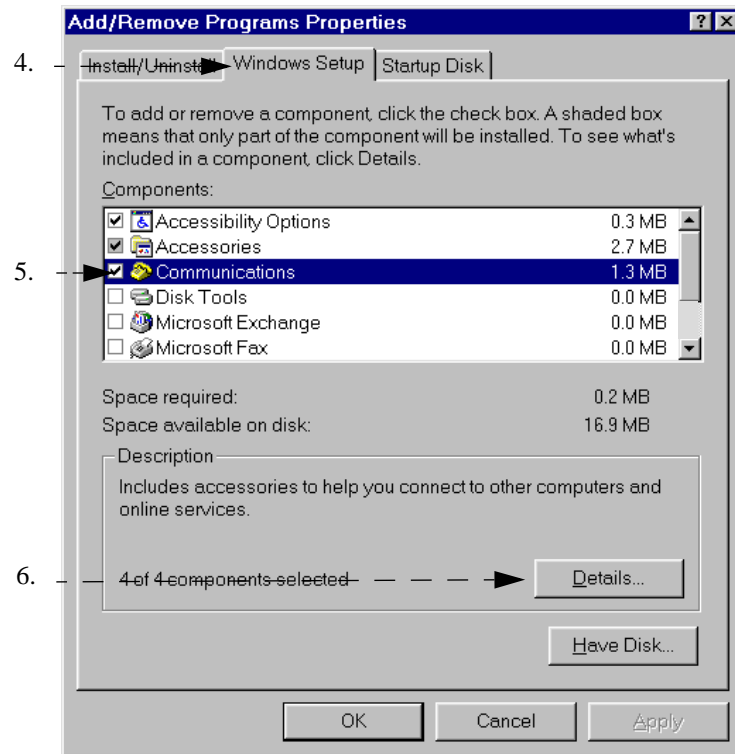 Add/Remove Programs Properties
4. Install/Uninstall Windows Setup Startup Disk
To add or remove a component, click the check box. A shaded box
means that only part of the component will be installed. To see what's
included in a component, click Details.
Components:
Accessibility Options 0.3 MB
Accessories 2.7 MB
5. Communications 1.3 MB
Disk Tools 0.0 MB
Microsoft Exchange 0.0 MB
Microsoft Fax 0.0 MB
Space required: 0.2 MB
Space available on disk: 16.9 MB
Description
Includes accessories to help you connect to other computers and
online services.
6. 4 of 4 components selected Details...
Have Disk...
OK Cancel Apply